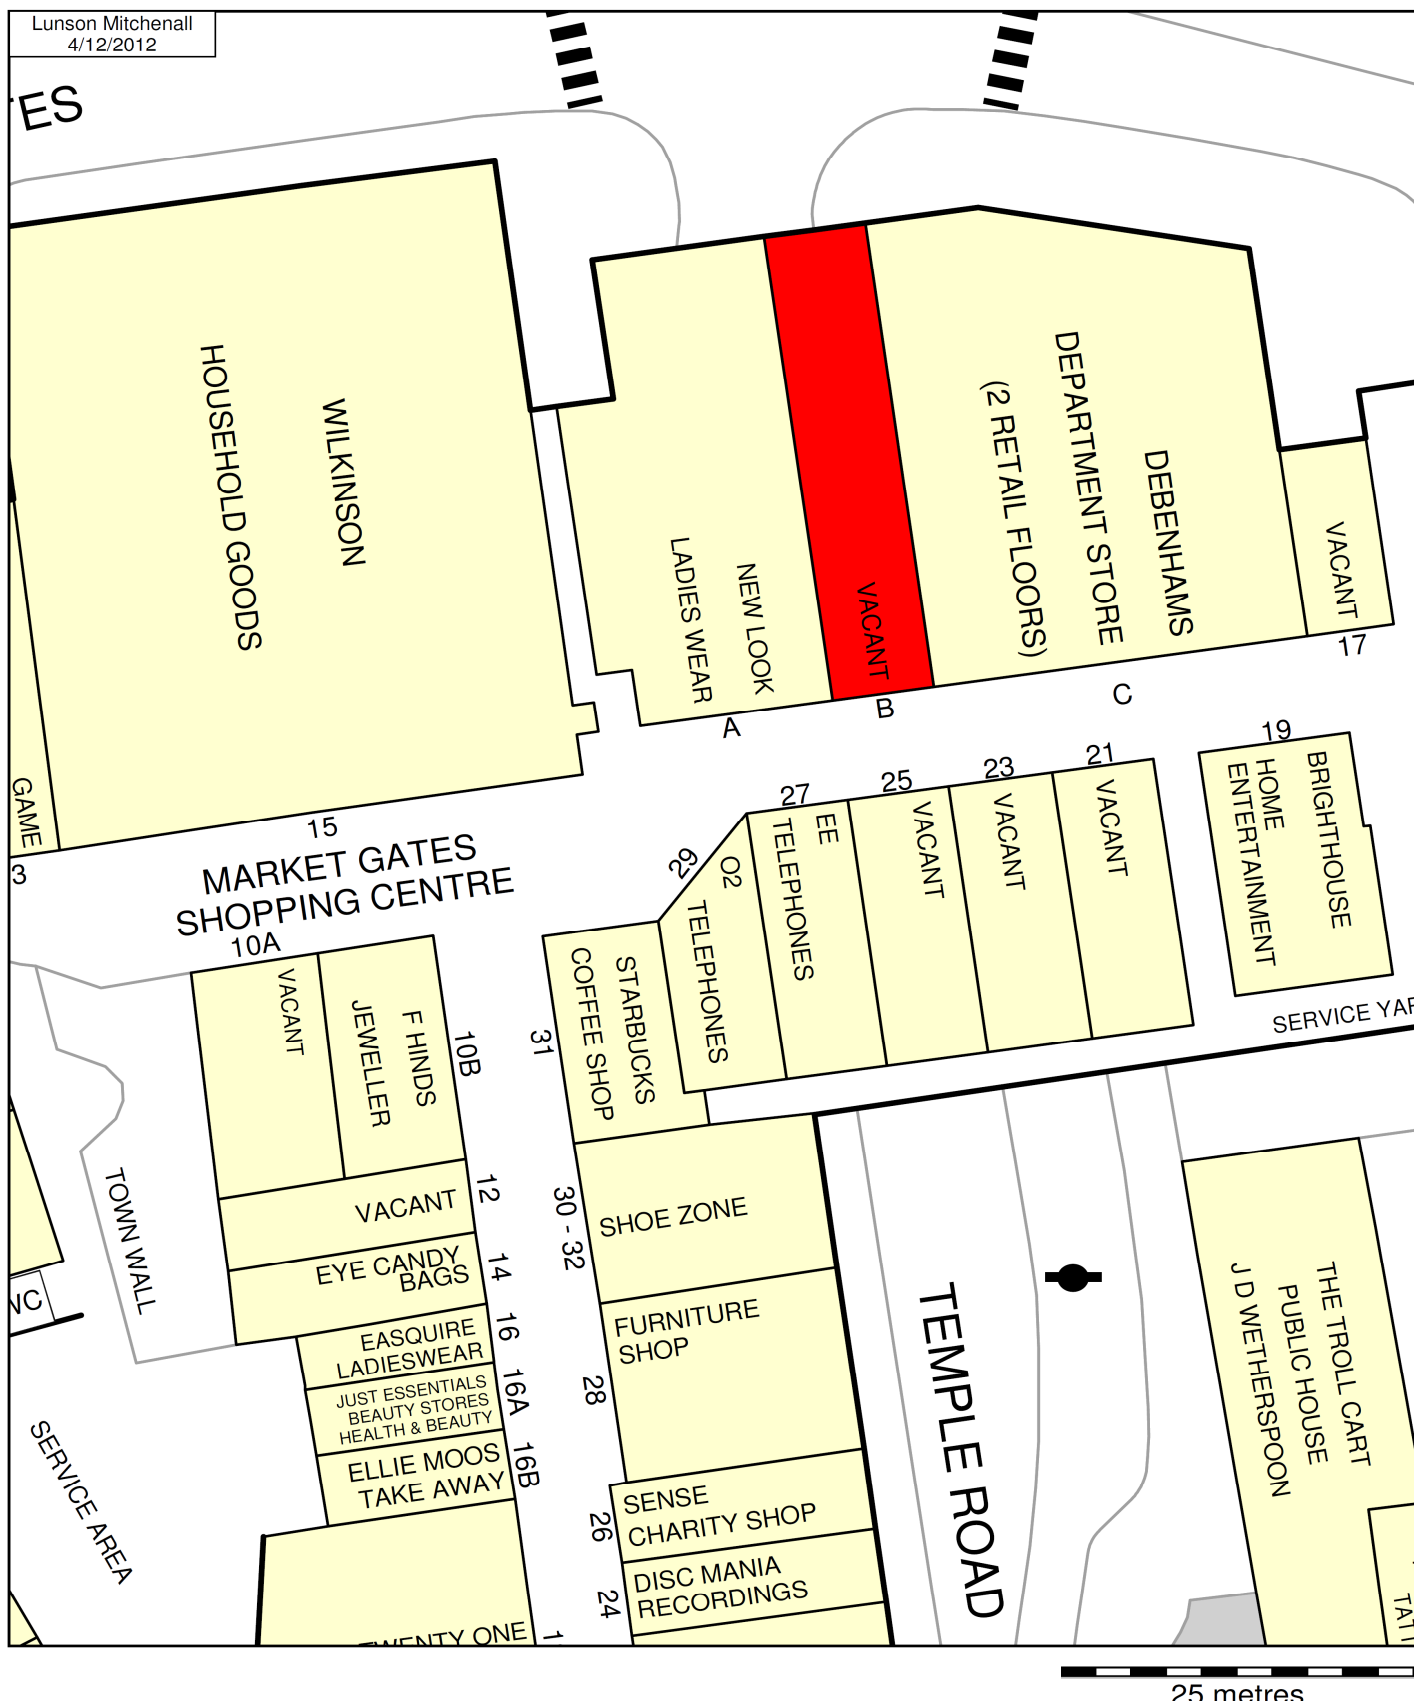 Lunson Mitchenall
4/12/2012
ES
WILKINSON
HOUSEHOLD GOODS
NEW LOOK
LADIES WEAR
VACANT
DEBENHAMS
DEPARTMENT STORE
(2 RETAIL FLOORS)
VACANT
17
A
B
C
GAME
3
15
MARKET GATES
SHOPPING CENTRE
29
O2
TELEPHONES
27
EE
TELEPHONES
25
VACANT
23
VACANT
21
VACANT
19
BRIGHTHOUSE
HOME
ENTERTAINMENT
SERVICE YAR
10A
VACANT
F HINDS
JEWELLER
10B
31
STARBUCKS
COFFEE SHOP
TOWN WALL
VACANT
12
EYE CANDY
BAGS
14
EASQUIRE
LADIESWEAR
16
JUST ESSENTIALS
BEAUTY STORES
HEALTH & BEAUTY
16A
ELLIE MOOS
TAKE AWAY
16B
TWENTY ONE
1
30 - 32
SHOE ZONE
28
FURNITURE
SHOP
26
SENSE
CHARITY SHOP
24
DISC MANIA
RECORDINGS
TEMPLE ROAD
THE TROLL CART
PUBLIC HOUSE
J D WETHERSPOON
WC
SERVICE AREA
25 metres